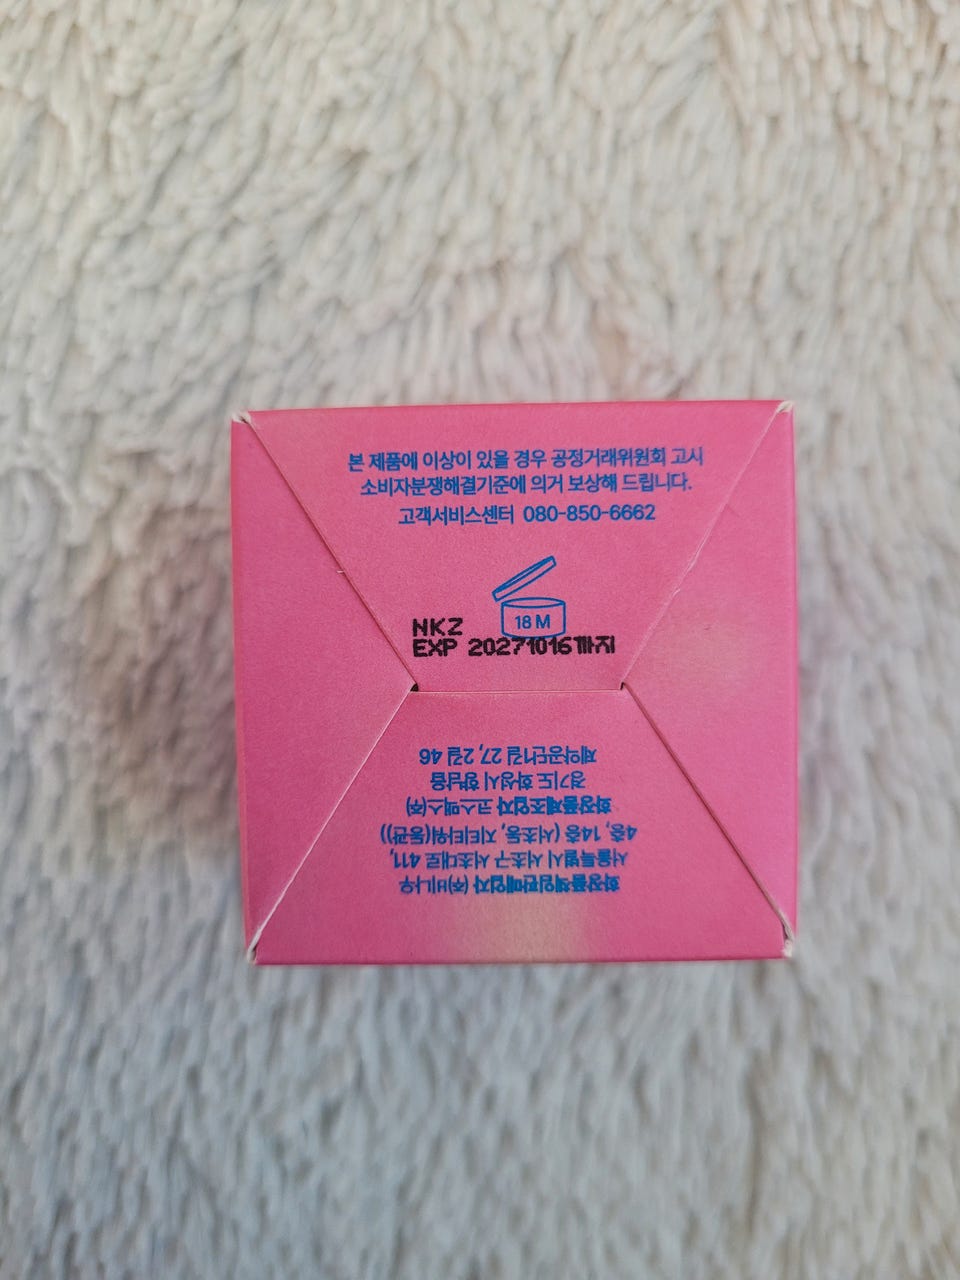 본 제품에 이상이 있을 경우 공정거래위원회 고시
소비자분쟁해결기준에 의거 보상해 드립니다.
고객서비스센터 080-850-6662
18 M
NKZ
EXP 20271016까지
화장품책임판매업자 (주)비나우
서울특별시 서초구 서초대로 411,
4층, 14층 (서초동, 지티타워(동관))
화장품제조업자 코스맥스(주)
경기도 화성시 향남읍
제약공단1길 27, 2길 46